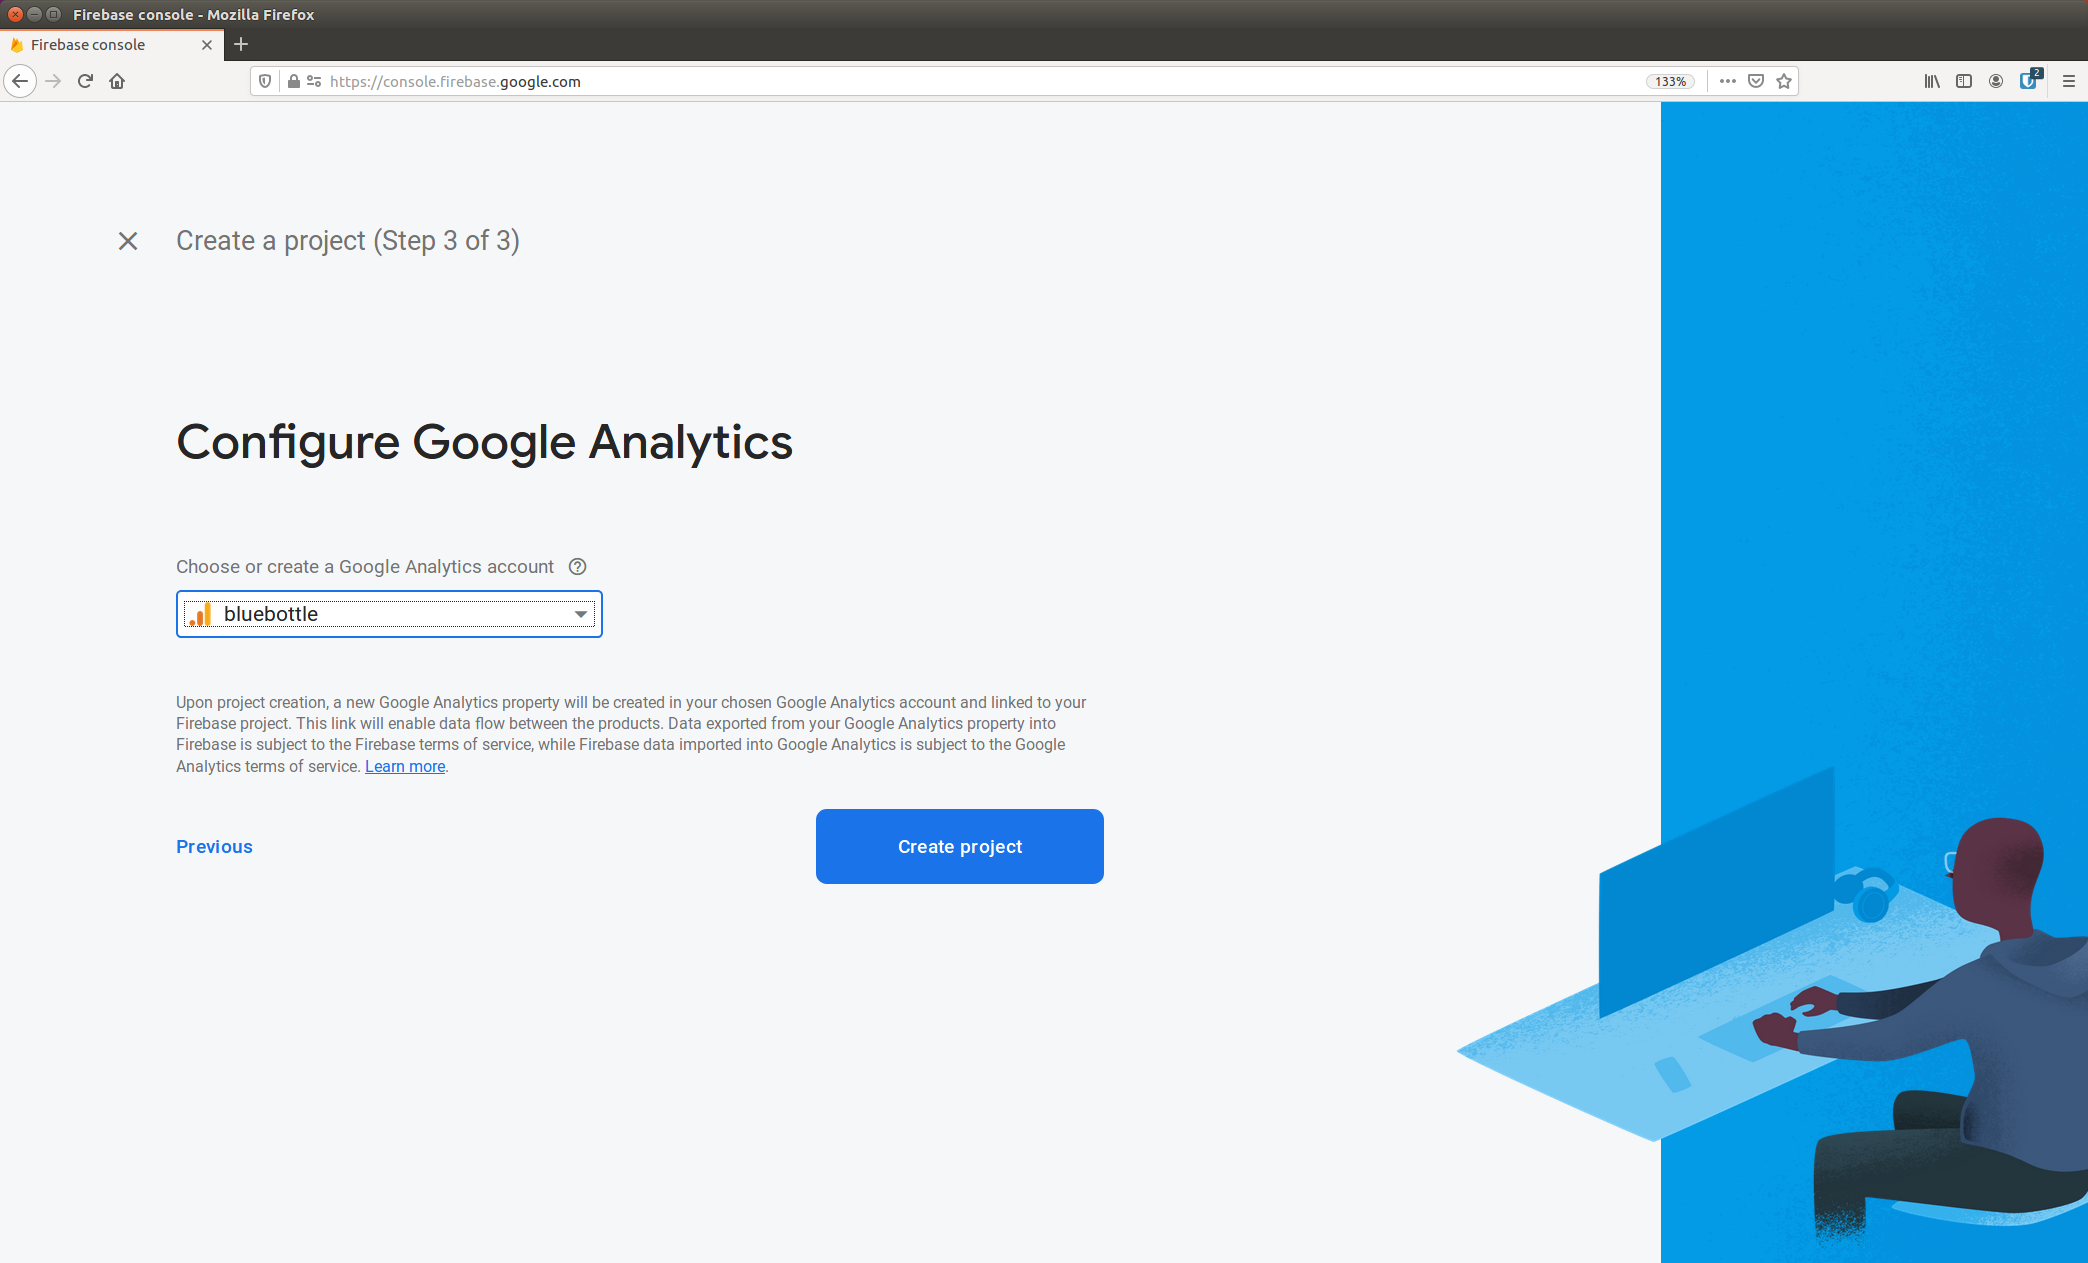 Firebase console - Mozilla Firefox
Firebase console
https://console.firebase.google.com
133%
2
Create a project (Step 3 of 3)
Configure Google Analytics
Choose or create a Google Analytics account
bluebottle
Upon project creation, a new Google Analytics property will be created in your chosen Google Analytics account and linked to your
Firebase project. This link will enable data flow between the products. Data exported from your Google Analytics property into
Firebase is subject to the Firebase terms of service, while Firebase data imported into Google Analytics is subject to the Google
Analytics terms of service. Learn more.
Previous
Create project